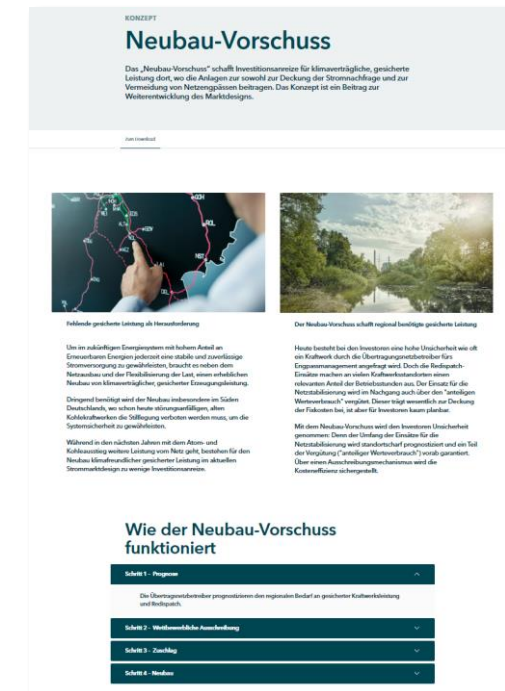 KONZEPT
Neubau-Vorschuss
Das „Neubau-Vorschuss“ schafft Investitionsanreize für klimaverträgliche, gesicherte
Leistung dort, wo die Anlagen zur sowohl zur Deckung der Stromnachfrage und zur
Vermeidung von Netzengpässen beitragen. Das Konzept ist ein Beitrag zur
Weiterentwicklung des Marktdesigns.
Zum Download
Fehlende gesicherte Leistung als Herausforderung
Um im zukünftigen Energiesystem mit hohem Anteil an
Erneuerbaren Energien jederzeit eine stabile und zuverlässige
Stromversorgung zu gewährleisten, braucht es neben dem
Netzausbau und der Flexibilisierung der Last, einen erheblichen
Neubau von klimaverträglicher, gesicherter Erzeugungsleistung.
Dringend benötigt wird der Neubau insbesondere im Süden
Deutschlands, wo schon heute störungsanfälligen, alten
Kohlekraftwerken die Stilllegung verboten werden muss, um die
Systemsicherheit zu gewährleisten.
Während in den nächsten Jahren mit dem Atom- und
Kohleausstieg weitere Leistung vom Netz geht, bestehen für den
Neubau klimafreundlicher gesicherter Leistung im aktuellen
Strommarktdesign zu wenige Investitionsanreize.
Der Neubau-Vorschuss schafft regional benötigte gesicherte Leistung
Heute besteht bei den Investoren eine hohe Unsicherheit wie oft
ein Kraftwerk durch die Übertragungsnetzbetreiber fürs
Engpassmanagement angefragt wird. Doch die Redispatch-
Einsätze machen an vielen Kraftwerksstandorten einen
relevanten Anteil der Betriebsstunden aus. Der Einsatz für die
Netzstabilisierung wird im Nachgang auch über den "anteiligen
Werteverbrauch" vergütet. Dieser trägt wesentlich zur Deckung
der Fixkosten bei, ist aber für Investoren kaum planbar.
Mit dem Neubau-Vorschuss wird den Investoren Unsicherheit
genommen: Denn der Umfang der Einsätze für die
Netzstabilisierung wird standortscharf prognostiziert und ein Teil
der Vergütung ("anteiliger Werteverbrauch") vorab garantiert.
Über einen Ausschreibungsmechanismus wird die
Kosteneffizienz sichergestellt.
Wie der Neubau-Vorschuss
funktioniert
Schritt 1 - Prognose
Die Übertragenetzbetreiber prognostizieren den regionalen Bedarf an gesicherter Kraftwerksleistung
und Redispatch.
Schritt 2 - Wettbewerbliche Ausschreibung
Schritt 3 - Zuschlag
Schritt 4 - Neubau